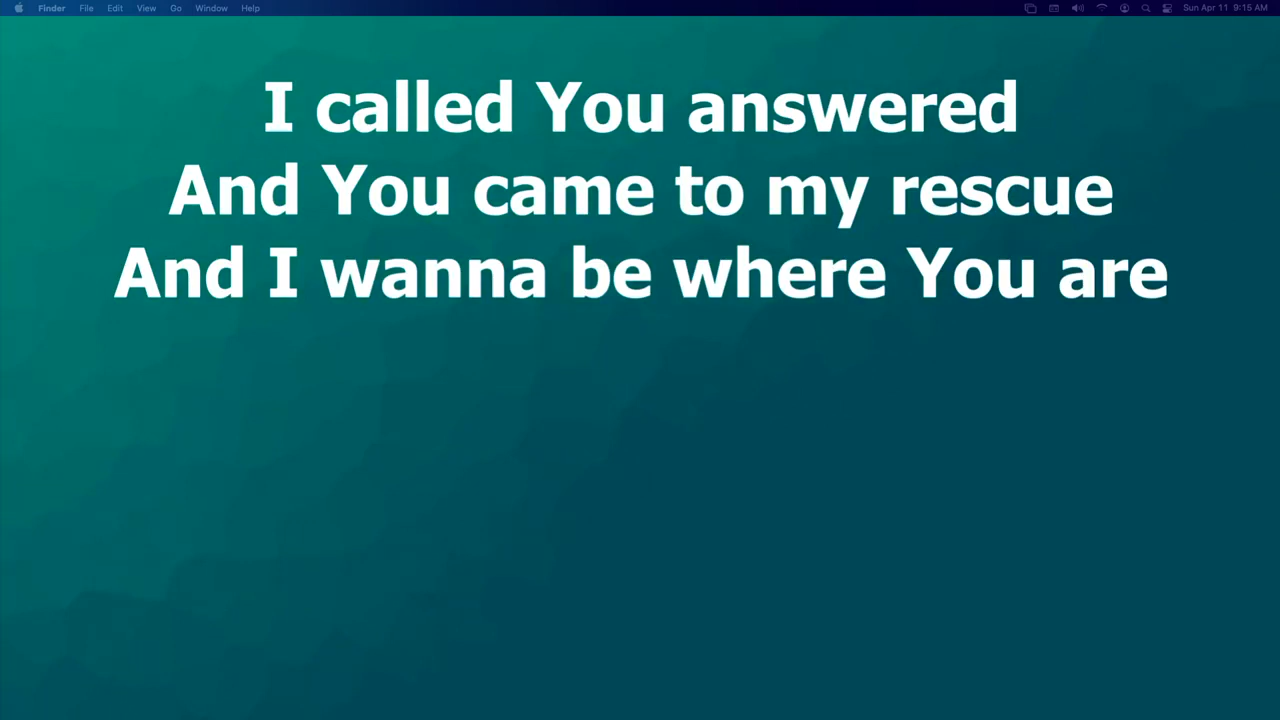 Finder File Edit View Go Window Help Sun Apr 11 9:15 AM
I called You answered
And You came to my rescue
And I wanna be where You are